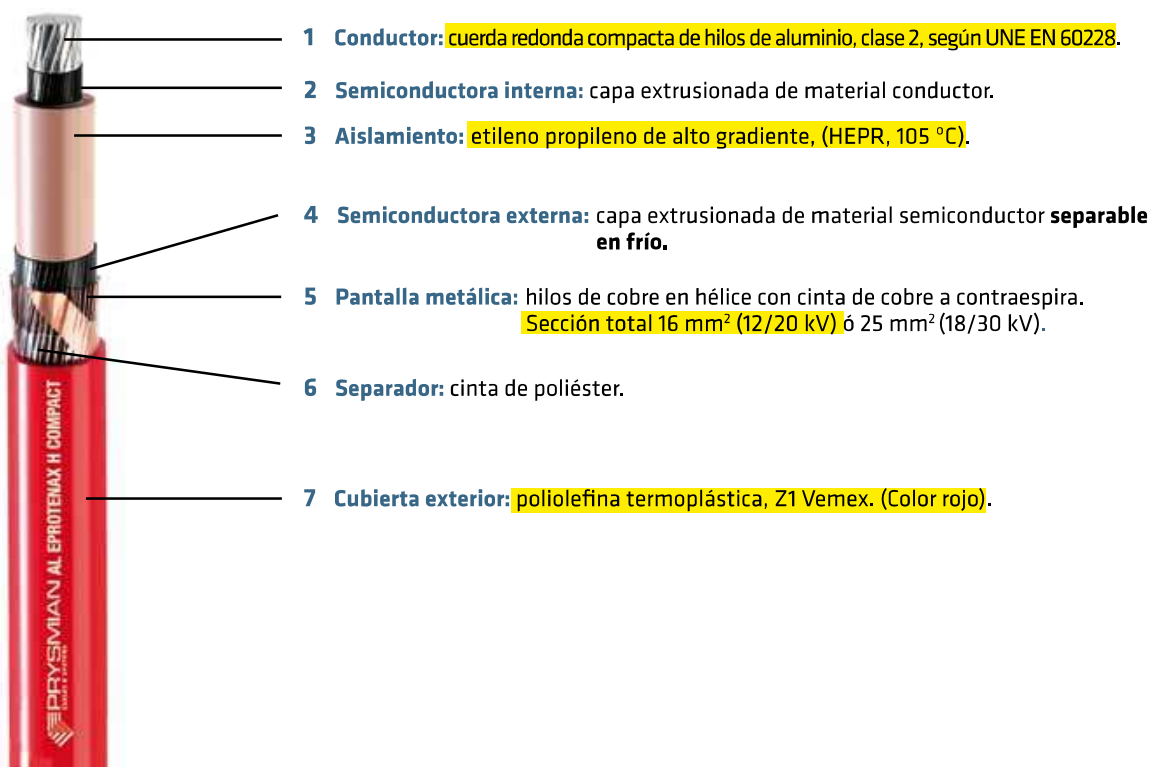 1 Conductor: cuerda redonda compacta de hilos de aluminio, clase 2, según UNE EN 60228.
2 Semiconductora interna: capa extrusionada de material conductor.
3 Aislamiento: etileno propileno de alto gradiente, (HEPR, 105 ºC).
4 Semiconductora externa: capa extrusionada de material semiconductor separable
en frío.
5 Pantalla metálica: hilos de cobre en hélice con cinta de cobre a contraespira.
Sección total 16 mm² (12/20 kV) ó 25 mm² (18/30 kV).
6 Separador: cinta de poliéster.
7 Cubierta exterior: poliolefina termoplástica, Z1 Vemex. (Color rojo).
PRYSMIAN AL EPROTENAX H COMPACT
CABLES & SYSTEMS